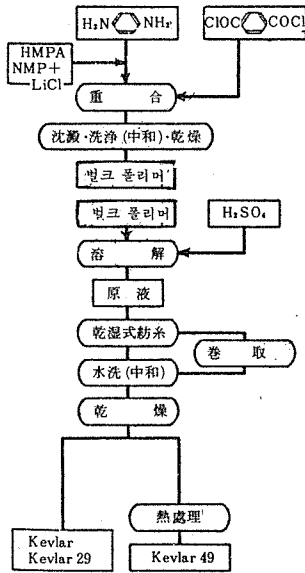 H₂N NH₂
ClOC COCl
HMPA
NMP+
LiCl
重 合
沈澱·洗浄(中和)·乾燥
벌크 폴리머
벌크 폴리머
H₂SO₄
溶 解
原 液
乾湿式紡糸
巻 取
水洗(中和)
乾 燥
熱處理
Kevlar
Kevlar 29
Kevlar 49